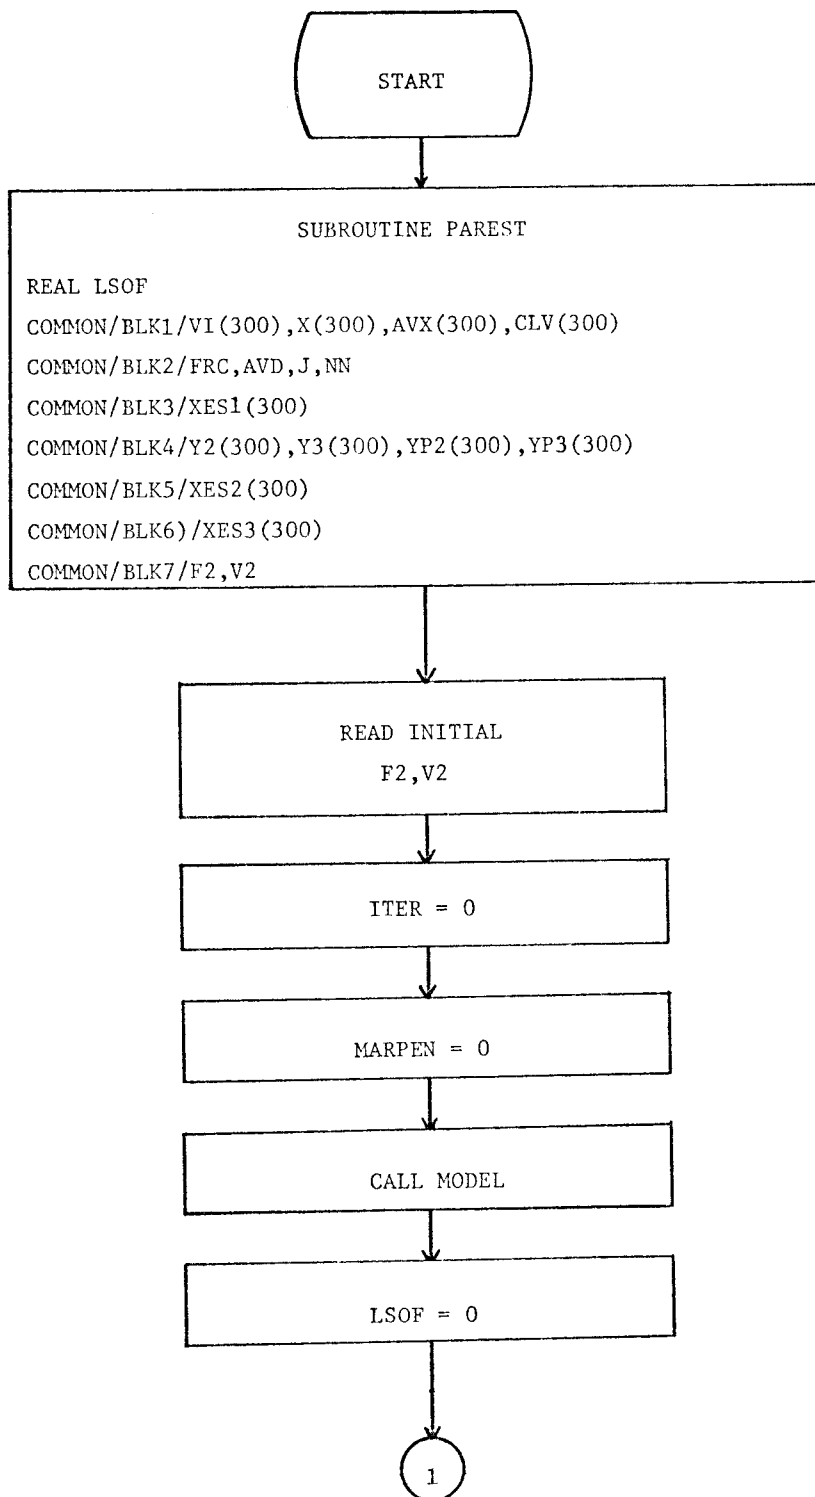 START
SUBROUTINE PAREST
REAL LSOF
COMMON/BLK1/VI(300),X(300),AVX(300),CLV(300)
COMMON/BLK2/FRC,AVD,J,NN
COMMON/BLK3/XES1(300)
COMMON/BLK4/Y2(300),Y3(300),YP2(300),YP3(300)
COMMON/BLK5/XES2(300)
COMMON/BLK6)/XES3(300)
COMMON/BLK7/F2,V2
READ INITIAL
F2,V2
ITER = 0
MARPEN = 0
CALL MODEL
LSOF = 0
1